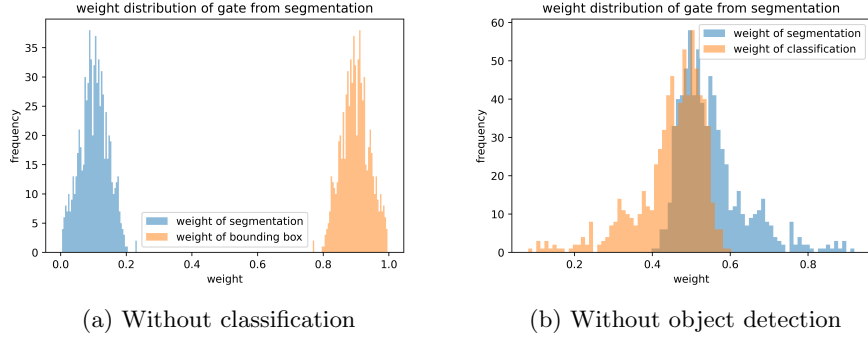 weight distribution of gate from segmentation
35
30
25
20
15
10
5
0
frequency
0.0 0.2 0.4 0.6 0.8 1.0
weight
weight of segmentation
weight of bounding box
(a) Without classification
weight distribution of gate from segmentation
60
50
40
30
20
10
0
frequency
0.2 0.4 0.6 0.8
weight
weight of segmentation
weight of classification
(b) Without object detection